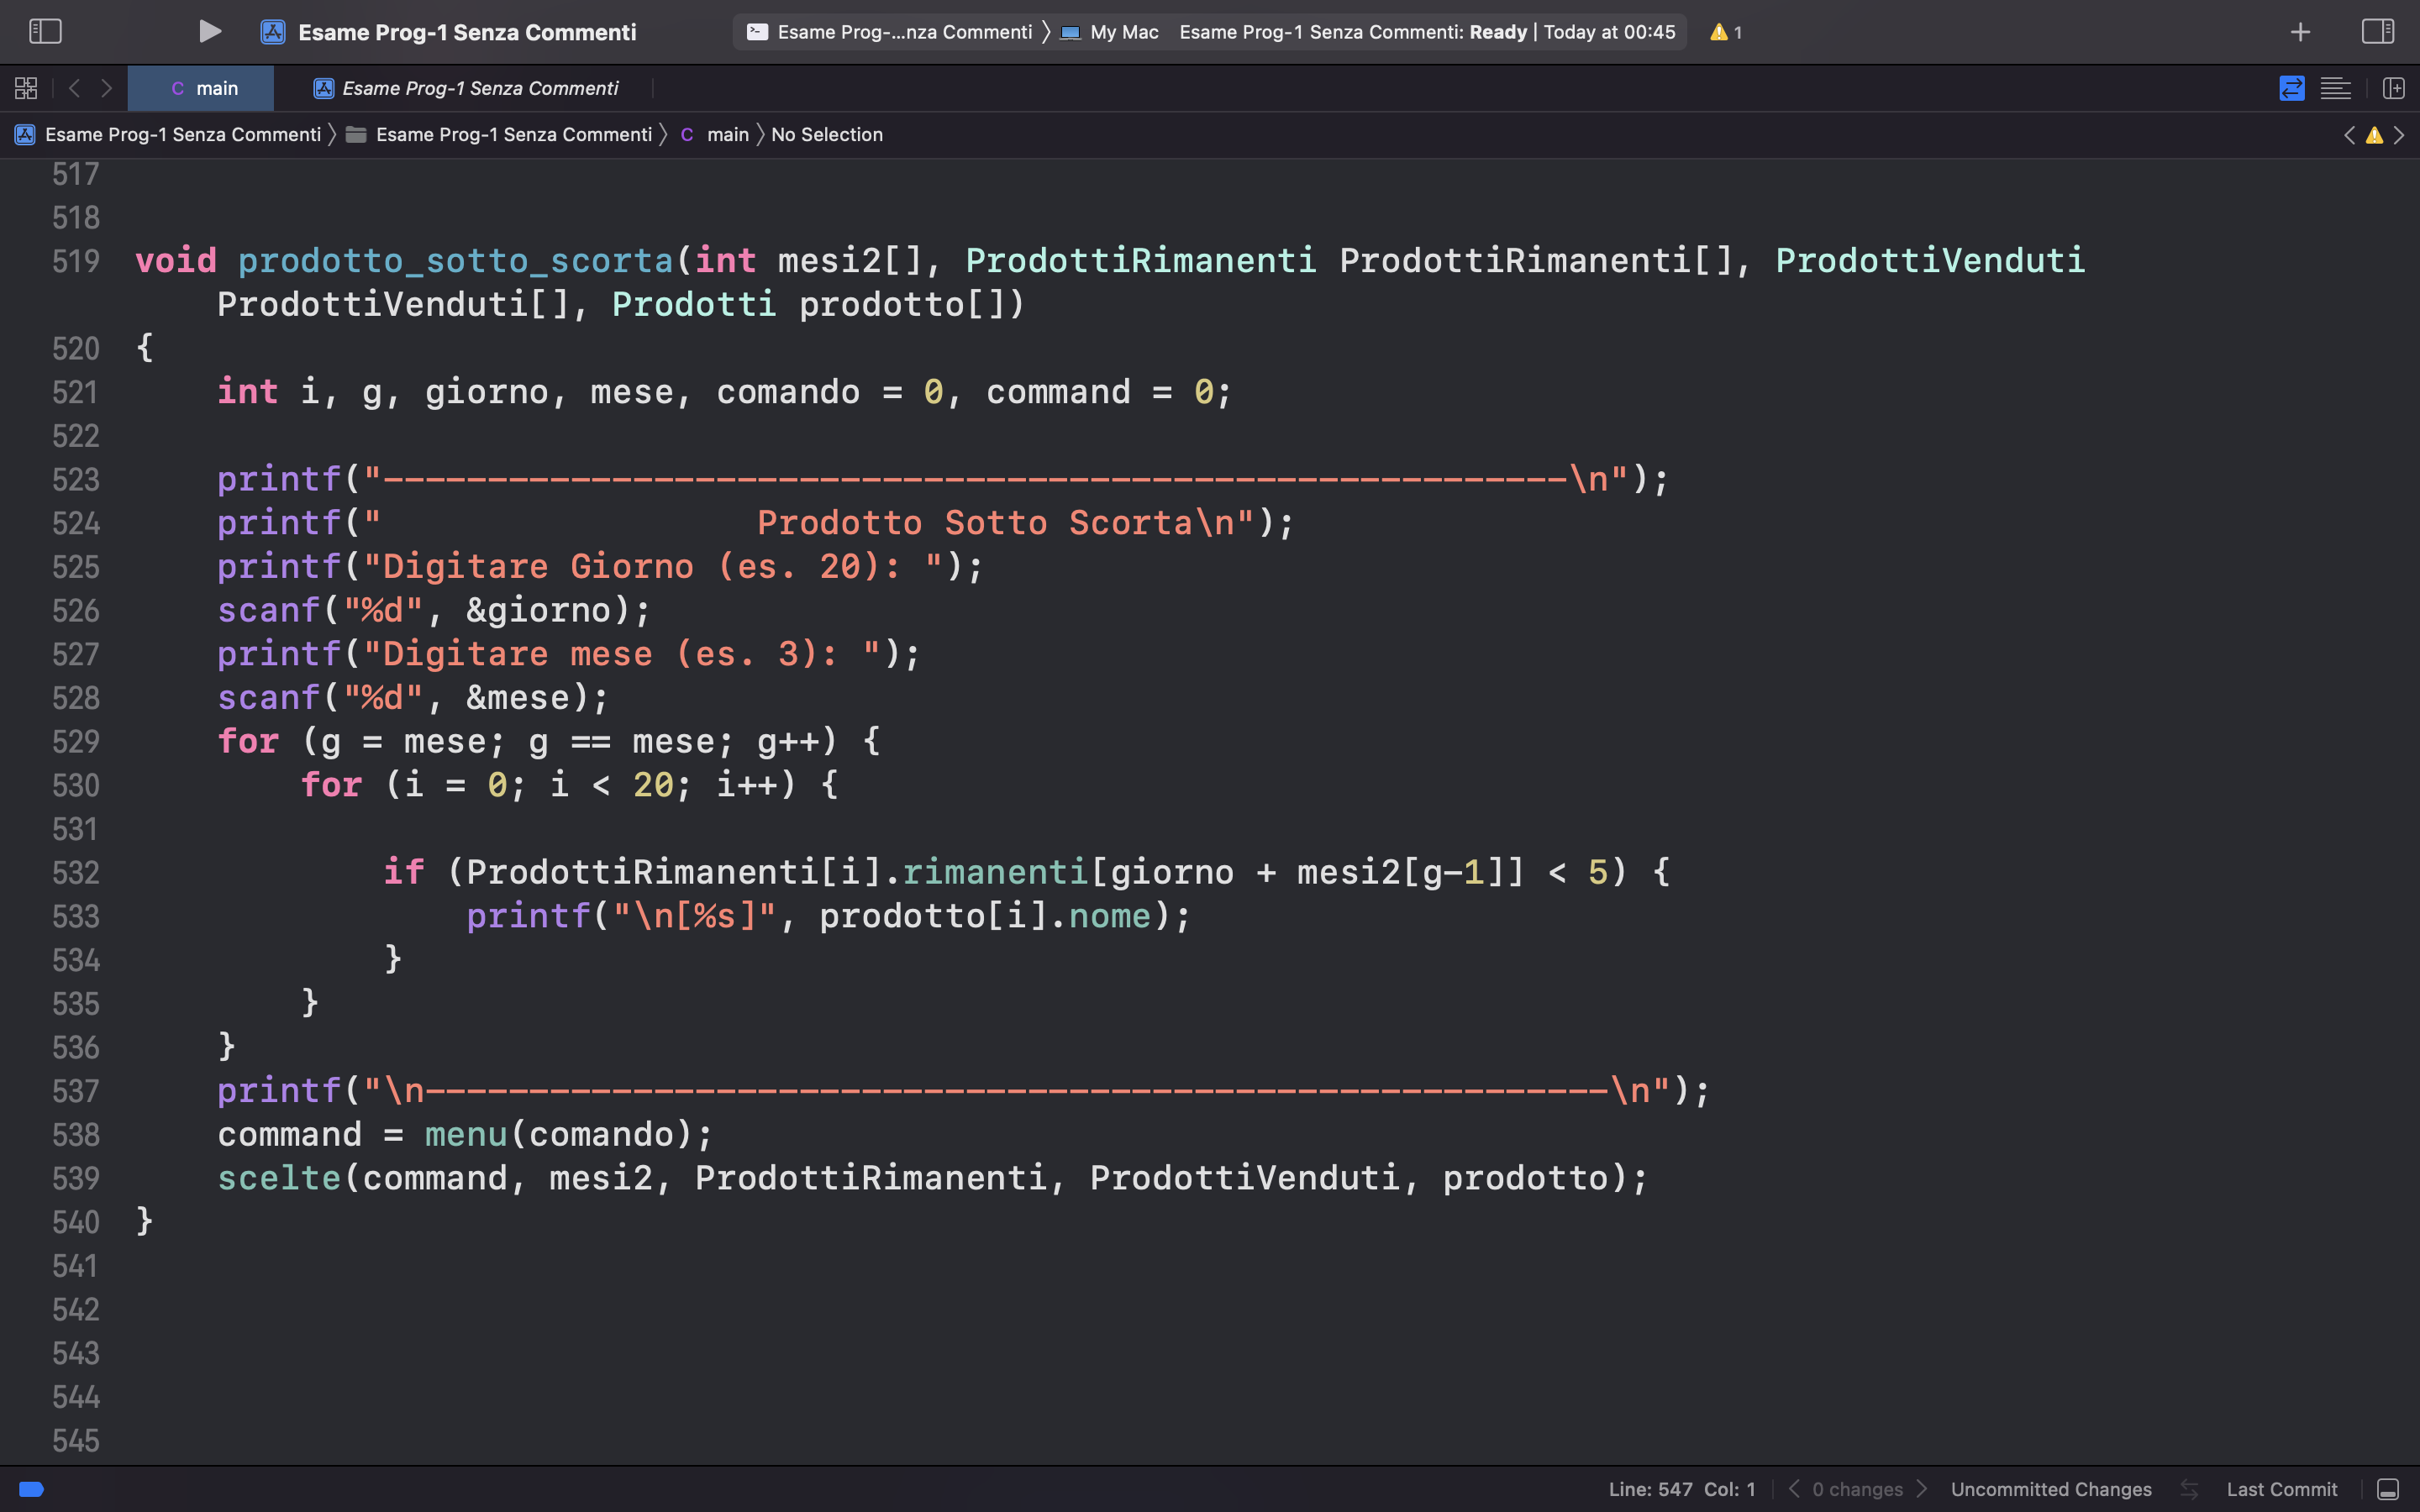 Esame Prog-1 Senza Commenti
Esame Prog-...nza Commenti 〉 My Mac Esame Prog-1 Senza Commenti: Ready | Today at 00:45 1
C main Esame Prog-1 Senza Commenti
Esame Prog-1 Senza Commenti 〉 Esame Prog-1 Senza Commenti 〉 C main 〉 No Selection
517
518
519 void prodotto_sotto_scorta(int mesi2[], ProdottiRimanenti ProdottiRimanenti[], ProdottiVenduti
ProdottiVenduti[], Prodotti prodotto[])
520 {
521 int i, g, giorno, mese, comando = 0, command = 0;
522
523 printf("---------------------------------------------------------\n");
524 printf("                  Prodotto Sotto Scorta\n");
525 printf("Digitare Giorno (es. 20): ");
526 scanf("%d", &giorno);
527 printf("Digitare mese (es. 3): ");
528 scanf("%d", &mese);
529 for (g = mese; g == mese; g++) {
530 for (i = 0; i < 20; i++) {
531
532 if (ProdottiRimanenti[i].rimanenti[giorno + mesi2[g-1]] < 5) {
533 printf("\n[%s]", prodotto[i].nome);
534 }
535 }
536 }
537 printf("\n---------------------------------------------------------\n");
538 command = menu(comando);
539 scelte(command, mesi2, ProdottiRimanenti, ProdottiVenduti, prodotto);
540 }
541
542
543
544
545
Line: 547 Col: 1 0 changes Uncommitted Changes Last Commit